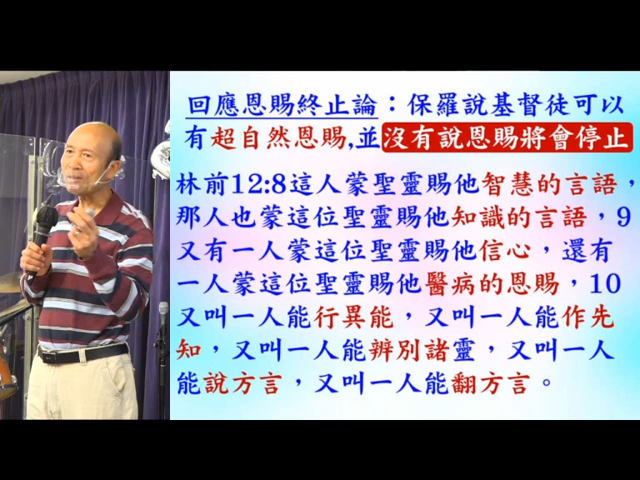 回應恩賜終止論：保羅說基督徒可以
有超自然恩賜,並沒有說恩賜將會停止
林前12:8這人蒙聖靈賜他智慧的言語，
那人也蒙這位聖靈賜他知識的言語，9
又有一人蒙這位聖靈賜他信心，還有
一人蒙這位聖靈賜他醫病的恩賜，10
又叫一人能行異能，又叫一人能作先
知，又叫一人能辨別諸靈，又叫一人
能說方言，又叫一人能翻方言。